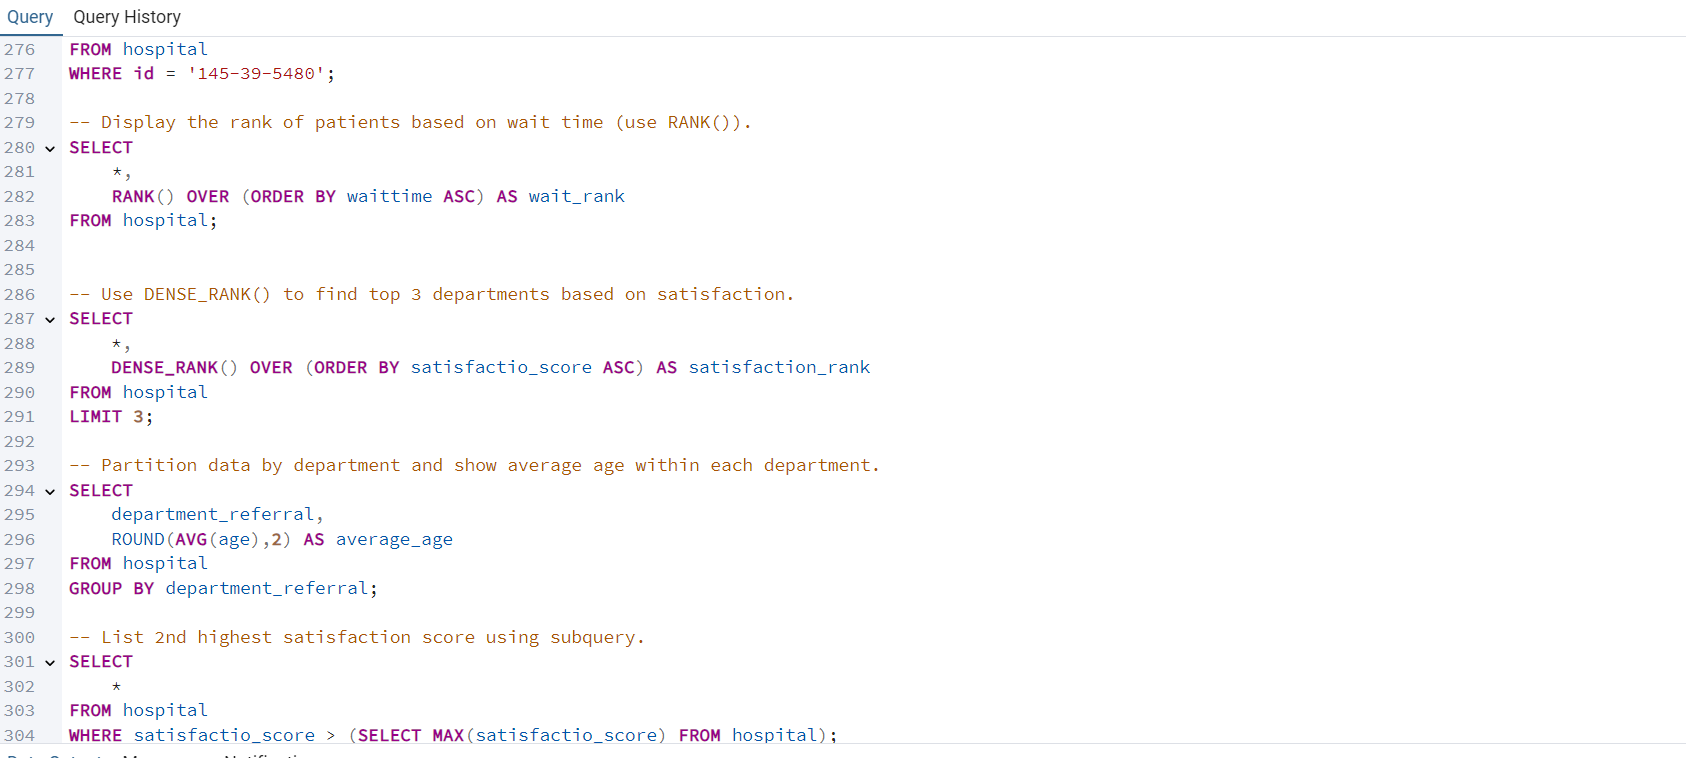 Query Query History
276 FROM hospital
277 WHERE id = '145-39-5480';
278
279 -- Display the rank of patients based on wait time (use RANK()).
280 SELECT
281 *,
282 RANK() OVER (ORDER BY waittime ASC) AS wait_rank
283 FROM hospital;
284
285
286 -- Use DENSE_RANK() to find top 3 departments based on satisfaction.
287 SELECT
288 *,
289 DENSE_RANK() OVER (ORDER BY satisfactio_score ASC) AS satisfaction_rank
290 FROM hospital
291 LIMIT 3;
292
293 -- Partition data by department and show average age within each department.
294 SELECT
295 department_referral,
296 ROUND(AVG(age),2) AS average_age
297 FROM hospital
298 GROUP BY department_referral;
299
300 -- List 2nd highest satisfaction score using subquery.
301 SELECT
302 *
303 FROM hospital
304 WHERE satisfactio_score > (SELECT MAX(satisfactio_score) FROM hospital);